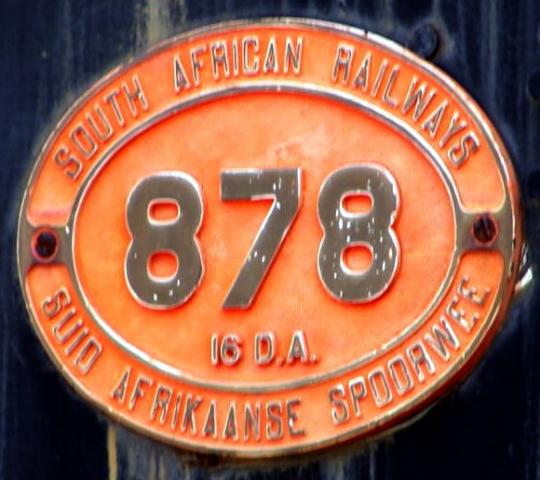 SOUTH AFRICAN RAILWAYS
878
16 D.A.
SUID AFRIKAANSE SPOORWEE